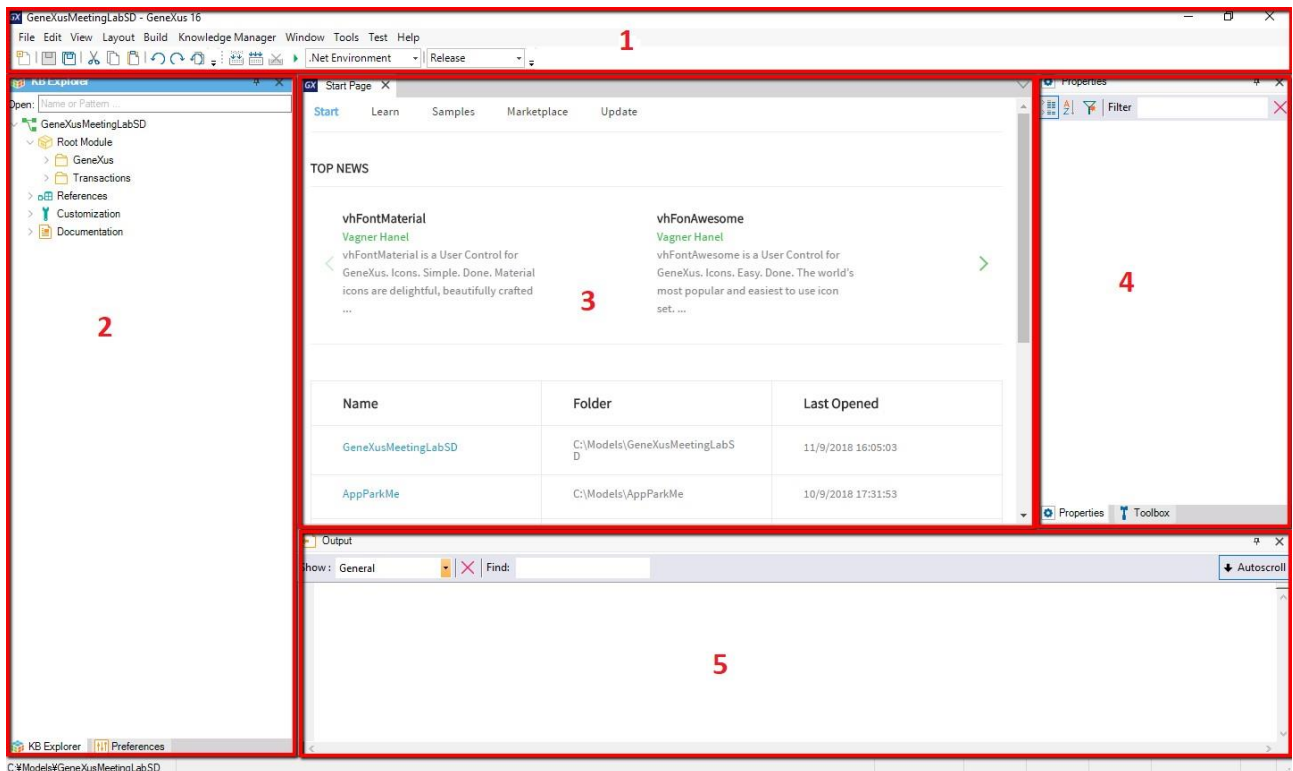 GX GeneXusMeetingLabSD - GeneXus 16
File Edit View Layout Build Knowledge Manager Window Tools Test Help
.Net Environment Release
1
KB Explorer
Open: Name or Pattern ...
GeneXusMeetingLabSD
Root Module
GeneXus
Transactions
References
Customization
Documentation
2
KB Explorer Preferences
GX Start Page
Start Learn Samples Marketplace Update
TOP NEWS
vhFontMaterial
Vagner Hanel
vhFontMaterial is a User Control for
GeneXus. Icons. Simple. Done. Material
icons are delightful, beautifully crafted
...
vhFonAwesome
Vagner Hanel
vhFontAwesome is a User Control for
GeneXus. Icons. Easy. Done. The world's
most popular and easiest to use icon
set. ...
3
Name Folder Last Opened
GeneXusMeetingLabSD C:\Models\GeneXusMeetingLabS
D 11/9/2018 16:05:03
AppParkMe C:\Models\AppParkMe 10/9/2018 17:31:53
Properties
Filter
4
Properties Toolbox
Output
Show: General Find: Autoscroll
5
C:¥Models¥GeneXusMeetingLabSD